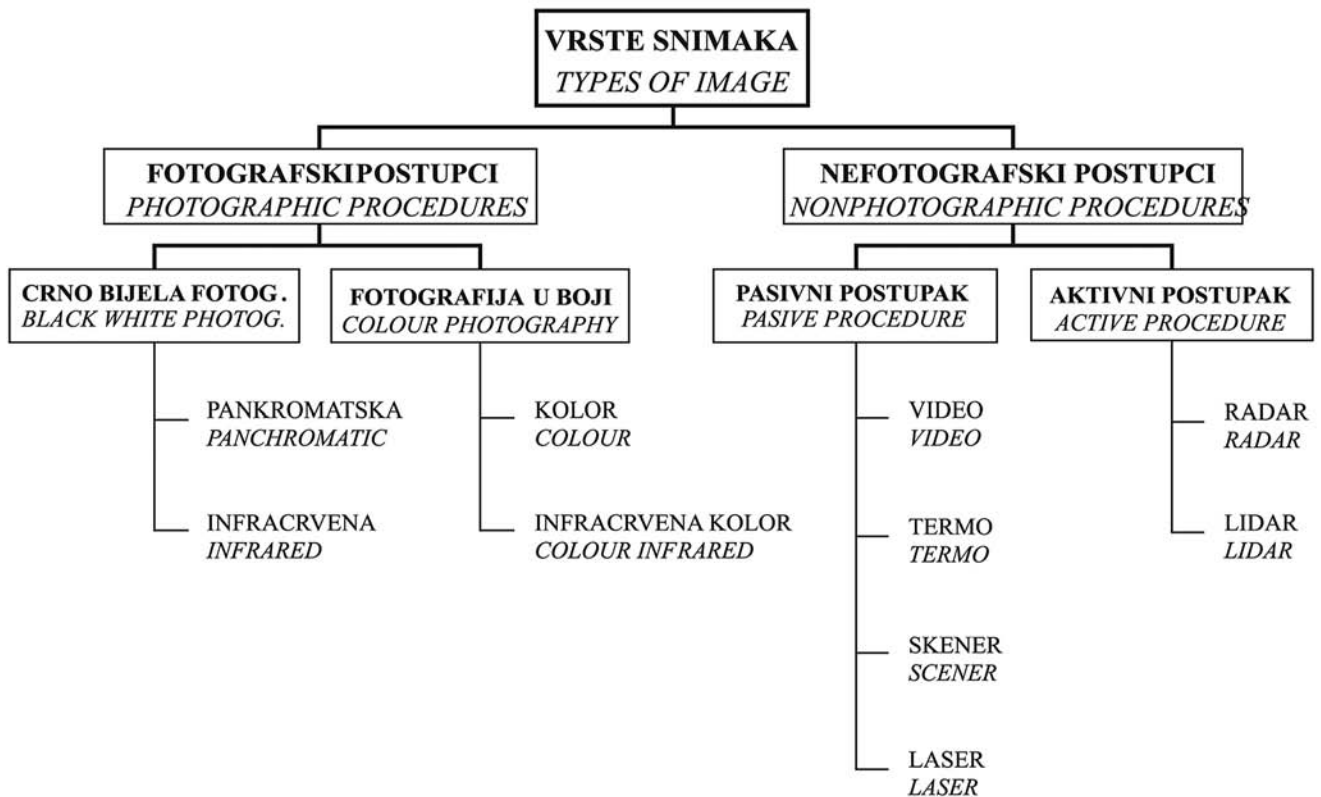 VRSTE SNIMAKA
TYPES OF IMAGE
FOTOGRAFSKI POSTUPCI
PHOTOGRAPHIC PROCEDURES
NEFOTOGRAFSKI POSTUPCI
NONPHOTOGRAPHIC PROCEDURES
CRNO BIJELA FOTOG.
BLACK WHITE PHOTOG.
FOTOGRAFIJA U BOJI
COLOUR PHOTOGRAPHY
PASIVNI POSTUPAK
PASIVE PROCEDURE
AKTIVNI POSTUPAK
ACTIVE PROCEDURE
PANKROMATSKA
PANCHROMATIC
INFRACRVENA
INFRARED
KOLOR
COLOUR
INFRACRVENA KOLOR
COLOUR INFRARED
VIDEO
VIDEO
TERMO
TERMO
SKENER
SCENER
LASER
LASER
RADAR
RADAR
LIDAR
LIDAR